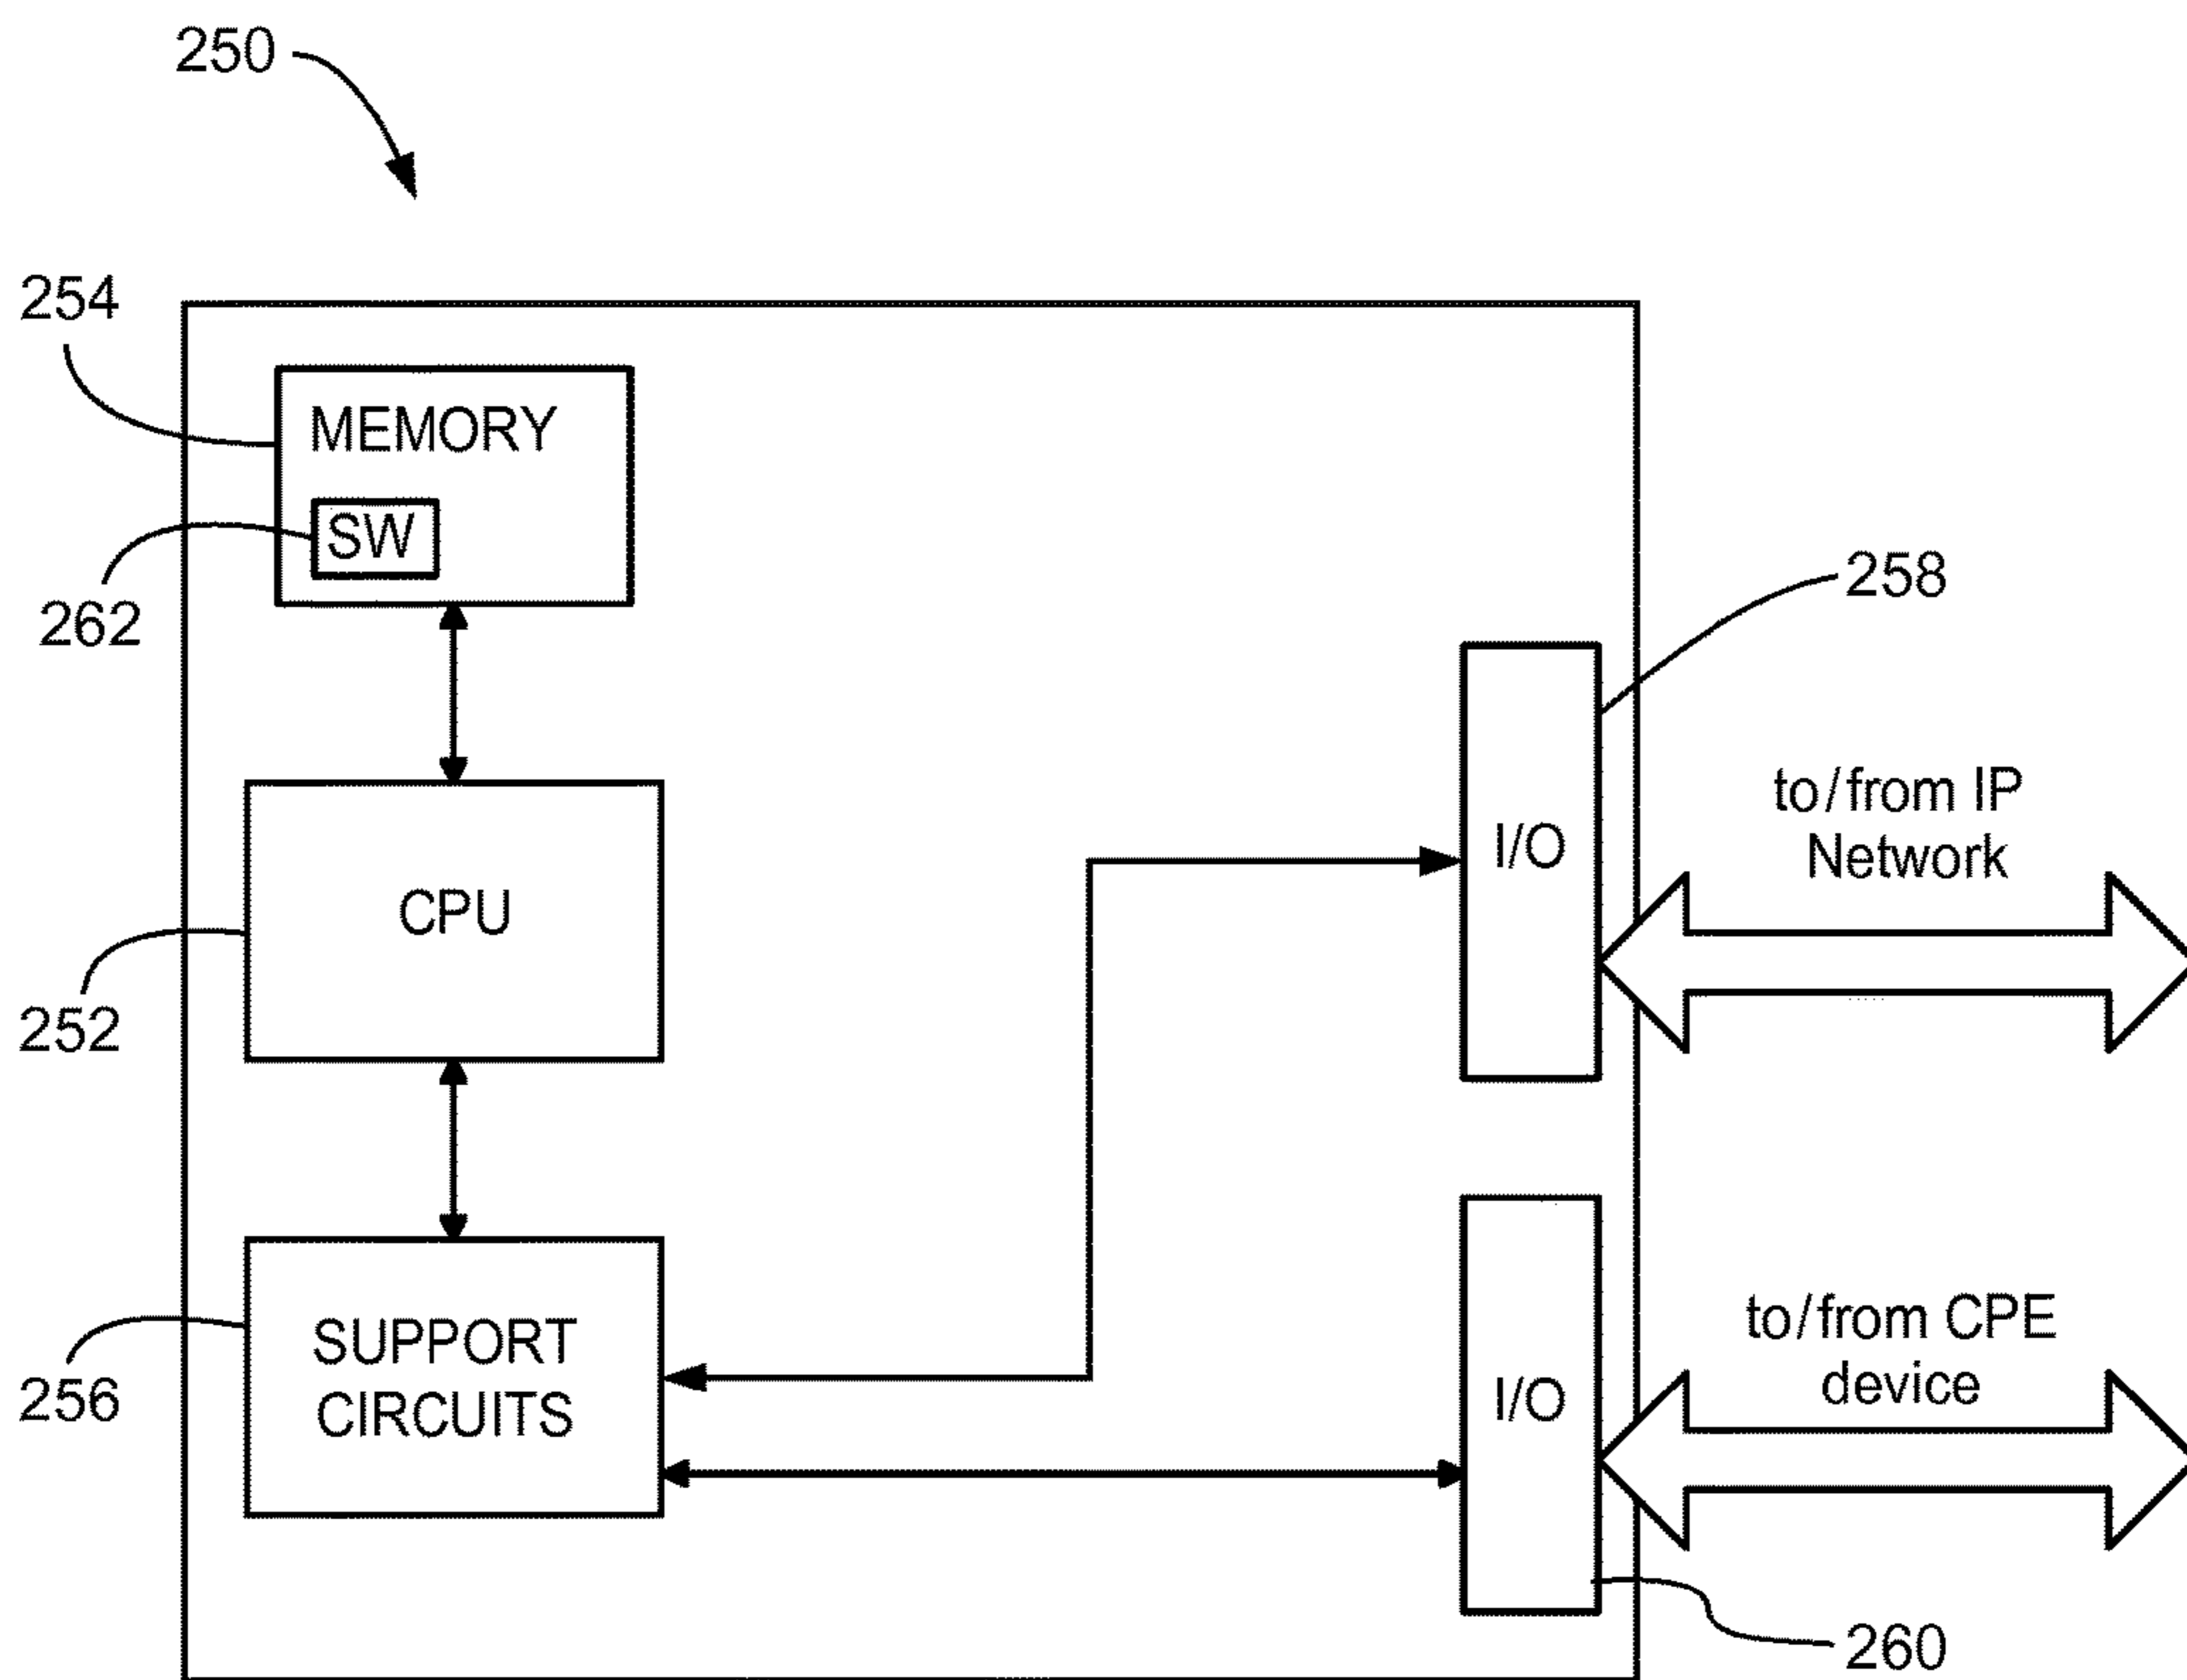 250
254
MEMORY
SW
262
258
I/O
to/from IP
Network
CPU
252
I/O
to/from CPE
device
SUPPORT
CIRCUITS
256
260